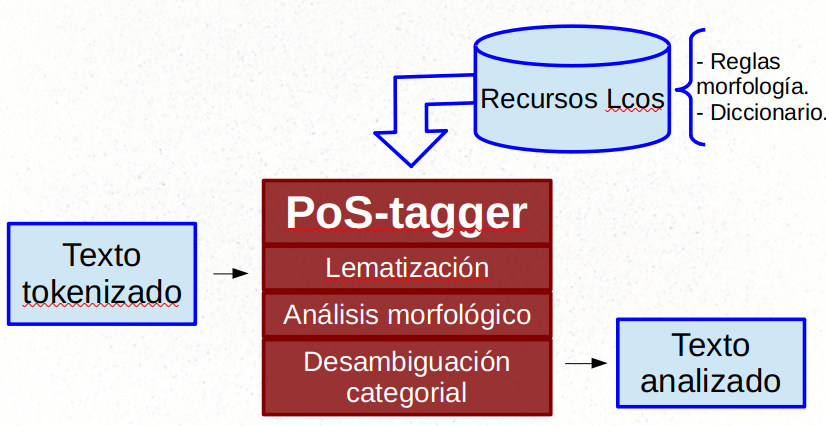 Recursos Lcos
- Reglas
morfología.
- Diccionario.
PoS-tagger
Lematización
Análisis morfológico
Desambiguación
categorial
Texto
tokenizado
Texto
analizado